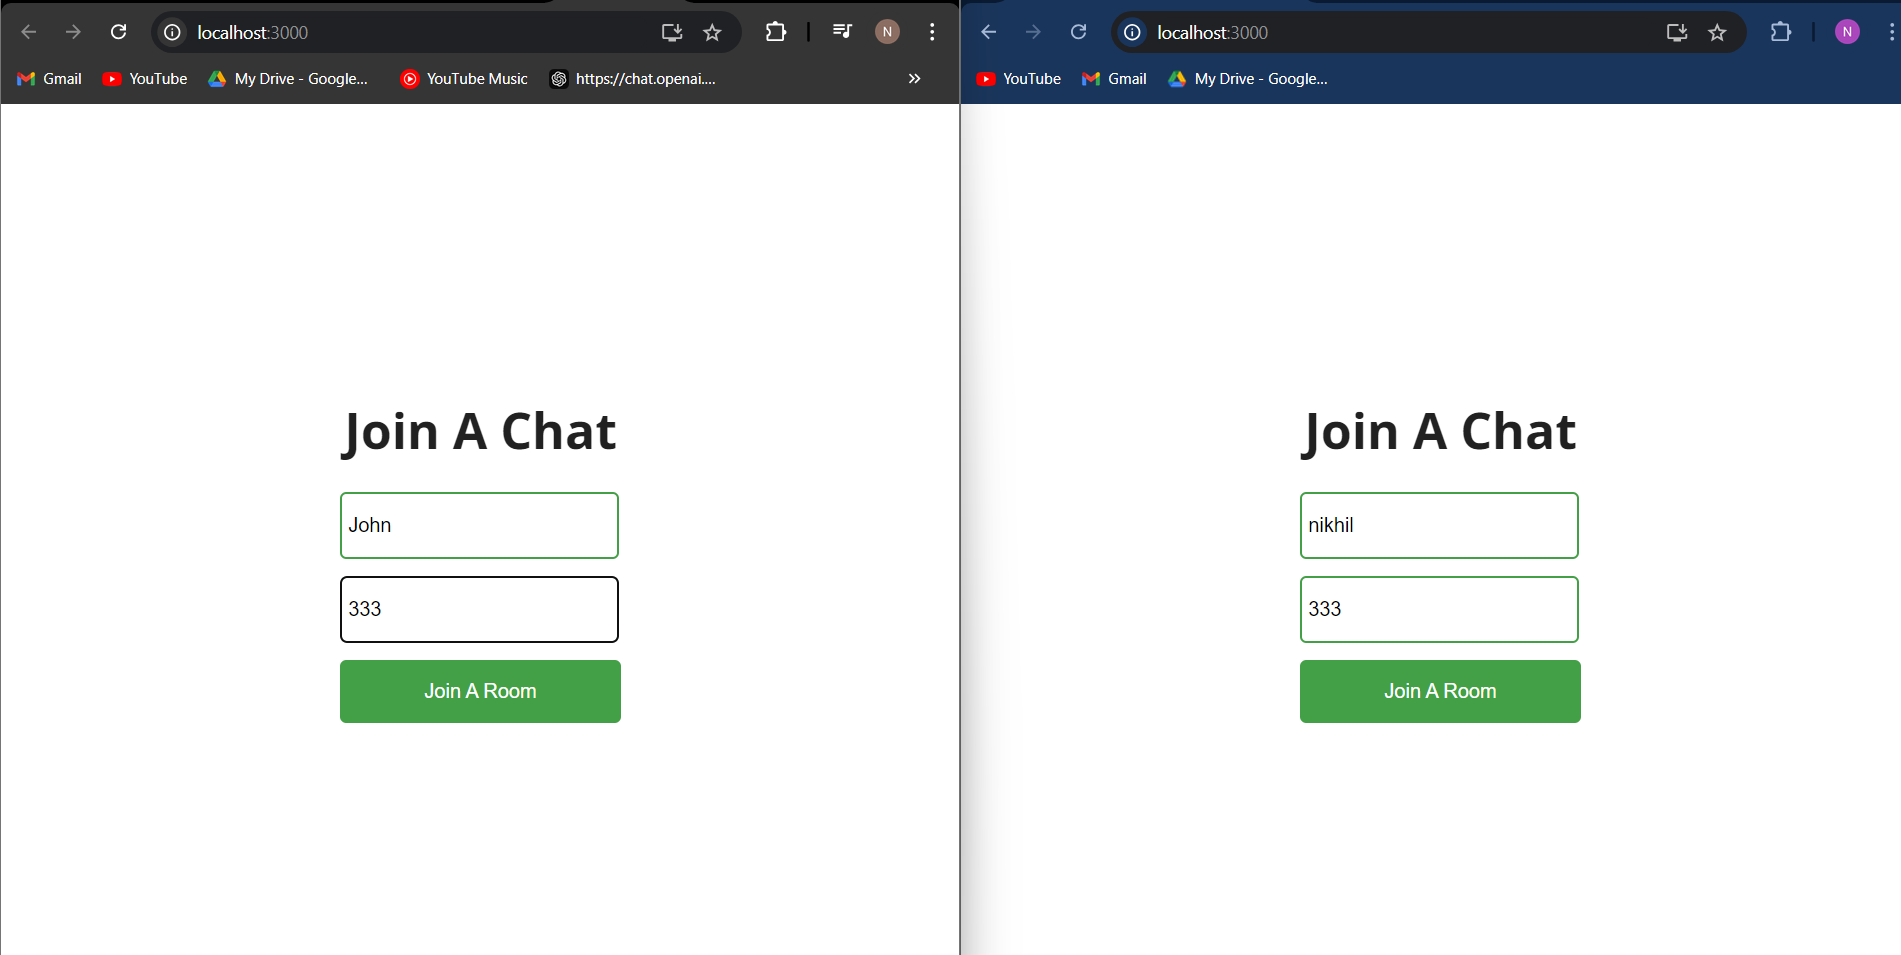 localhost:3000
N
Gmail YouTube My Drive - Google... YouTube Music https://chat.openai.... »
Join A Chat
John
333
Join A Room
localhost:3000
N
YouTube Gmail My Drive - Google...
Join A Chat
nikhil
333
Join A Room